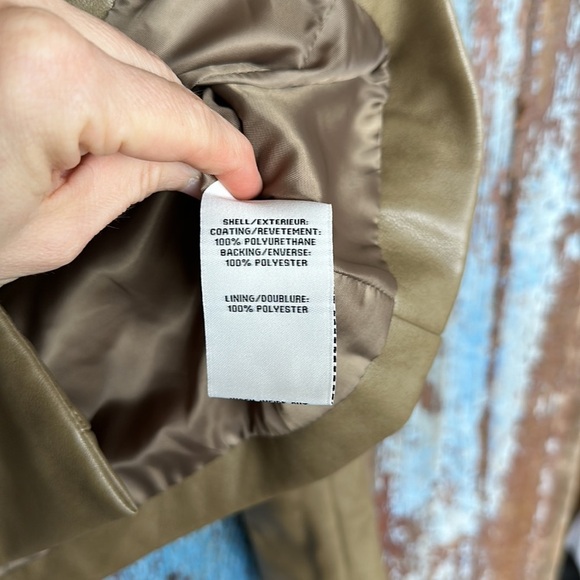 SHELL/EXTERIEUR:
COATING/REVETEMENT:
100% POLYURETHANE
BACKING/ENVERSE:
100% POLYESTER
LINING/DOUBLURE:
100% POLYESTER